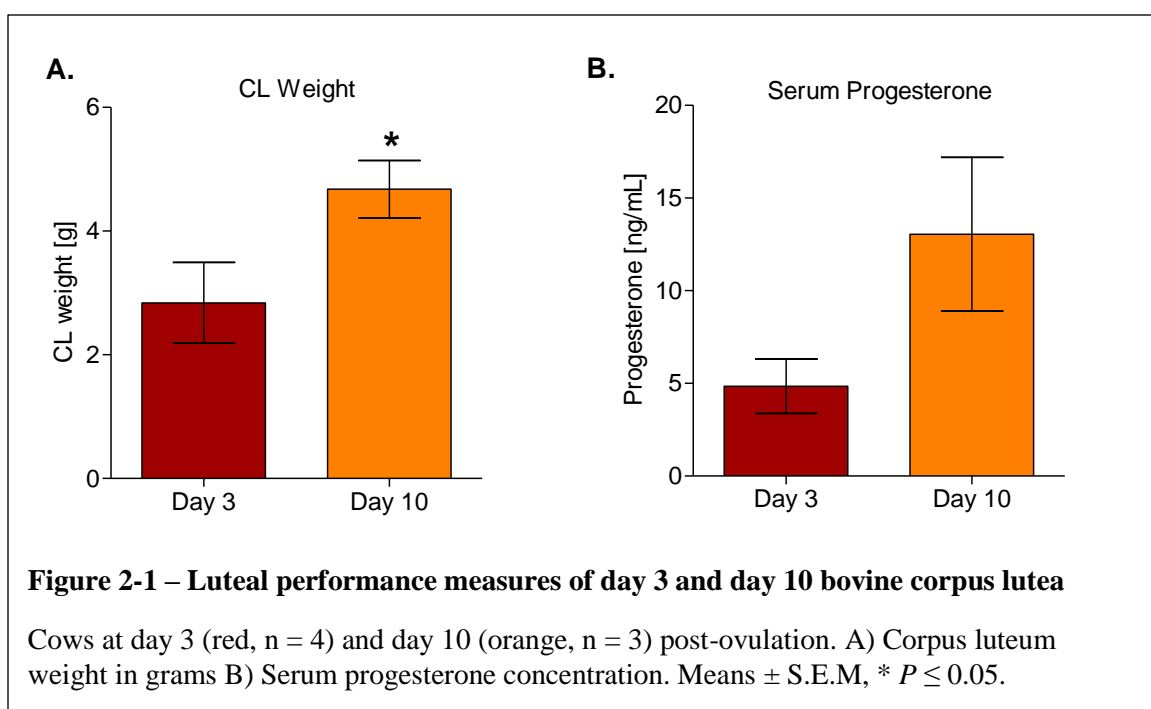 A.
CL Weight
6
4
2
0
CL weight [g]
*
Day 3
Day 10
B.
Serum Progesterone
20
15
10
5
0
Progesterone [ng/mL]
Day 3
Day 10
Figure 2-1 – Luteal performance measures of day 3 and day 10 bovine corpus lutea
Cows at day 3 (red, n = 4) and day 10 (orange, n = 3) post-ovulation. A) Corpus luteum
weight in grams B) Serum progesterone concentration. Means ± S.E.M, * P ≤ 0.05.